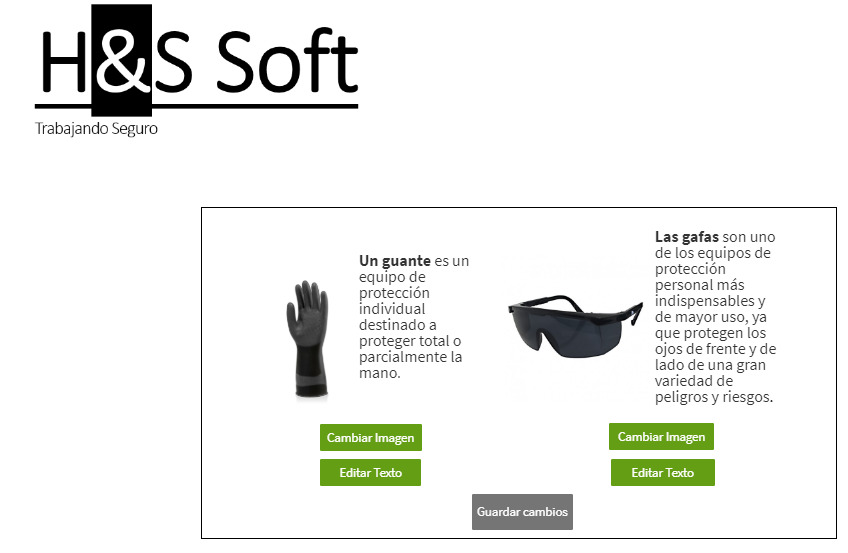 H&S Soft
Trabajando Seguro
Un guante es un
equipo de
protección
individual
destinado a
proteger total o
parcialmente la
mano.
Las gafas son uno
de los equipos de
protección
personal más
indispensables y
de mayor uso, ya
que protegen los
ojos de frente y de
lado de una gran
variedad de
peligros y riesgos.
Cambiar Imagen
Cambiar Imagen
Editar Texto
Editar Texto
Guardar cambios